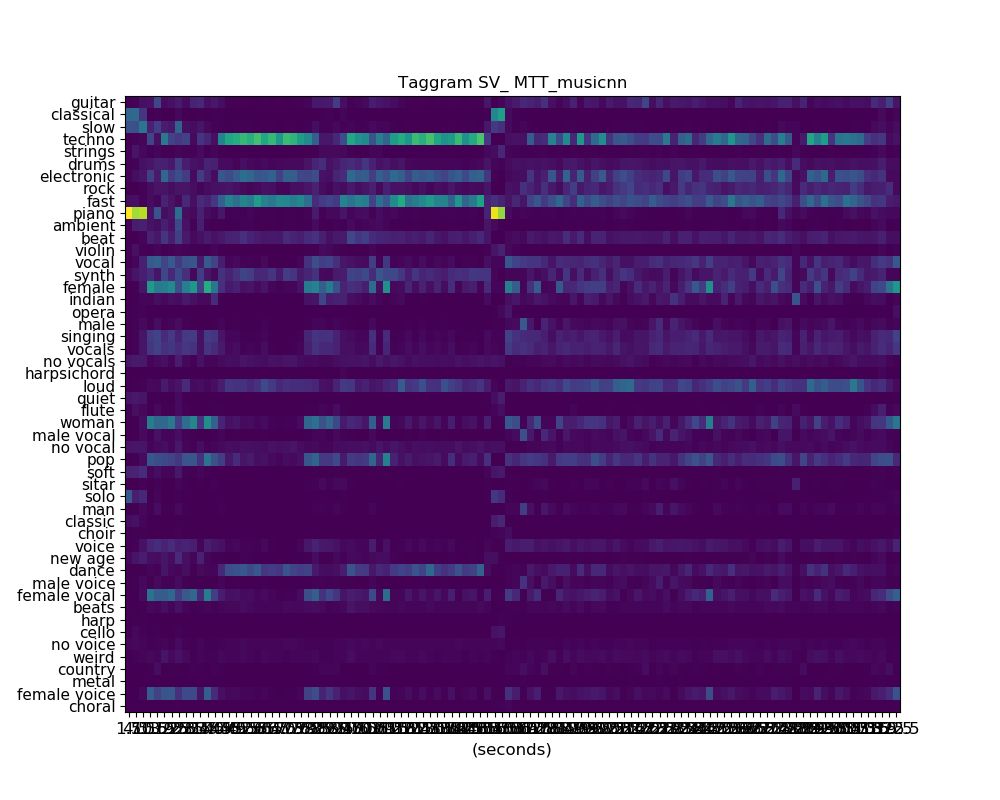 Taggram SV_ MTT_musicnn
guitar
classical
slow
techno
strings
drums
electronic
rock
fast
piano
ambient
beat
violin
vocal
synth
female
indian
opera
male
singing
vocals
no vocals
harpsichord
loud
quiet
flute
woman
male vocal
no vocal
pop
soft
sitar
solo
man
classic
choir
voice
new age
dance
male voice
female vocal
beats
harp
cello
no voice
weird
country
metal
female voice
choral
(seconds)